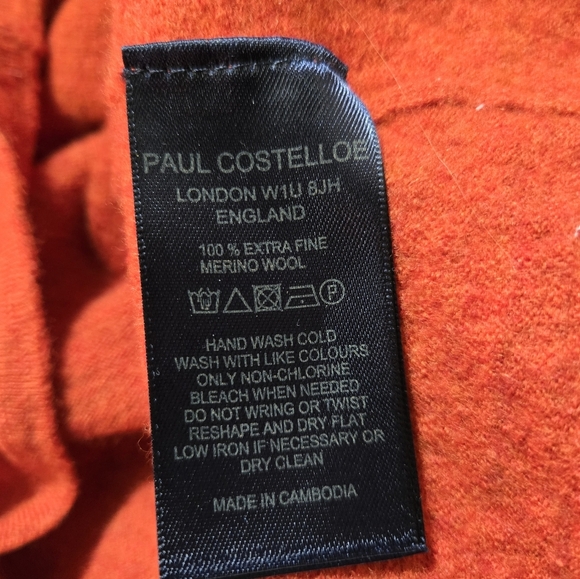 PAUL COSTELLOE
LONDON W1U 8JH
ENGLAND
100 % EXTRA FINE
MERINO WOOL
P
HAND WASH COLD
WASH WITH LIKE COLOURS
ONLY NON-CHLORINE
BLEACH WHEN NEEDED
DO NOT WRING OR TWIST
RESHAPE AND DRY FLAT
LOW IRON IF NECESSARY OR
DRY CLEAN
MADE IN CAMBODIA